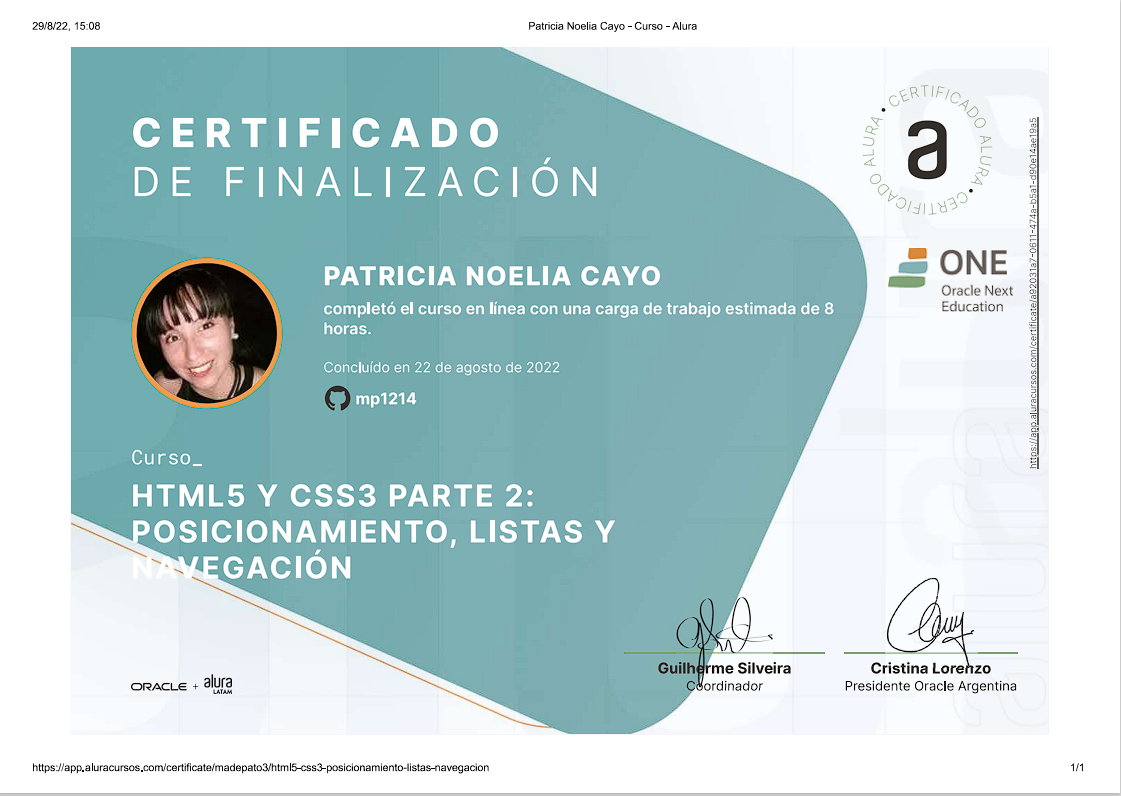 29/8/22, 15:08
Patricia Noelia Cayo - Curso - Alura
CERTIFICADO
DE FINALIZACIÓN
CERTIFICADO ALURA • CERTIFICADO ALURA •
a
ONE
Oracle Next
Education
https://app.aluracursos.com/certificate/a92031a7-0611-474a-b5a1-d90e14ae19a5
PATRICIA NOELIA CAYO
completó el curso en línea con una carga de trabajo estimada de 8
horas.
Concluído en 22 de agosto de 2022
mp1214
Curso_
HTML5 Y CSS3 PARTE 2:
POSICIONAMIENTO, LISTAS Y
NAVEGACIÓN
Guilherme Silveira
Coordinador
Cristina Lorenzo
Presidente Oracle Argentina
ORACLE + alura
LATAM
https://app.aluracursos.com/certificate/madepato3/html5-css3-posicionamiento-listas-navegacion
1/1